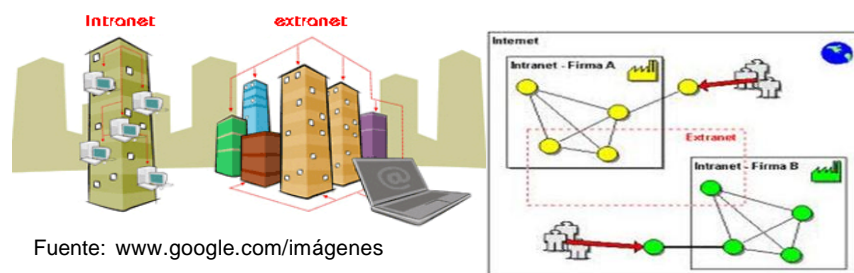 Intranet
extranet
@
Fuente: www.google.com/imágenes
Internet
Intranet - Firma A
Extranet
Intranet - Firma B